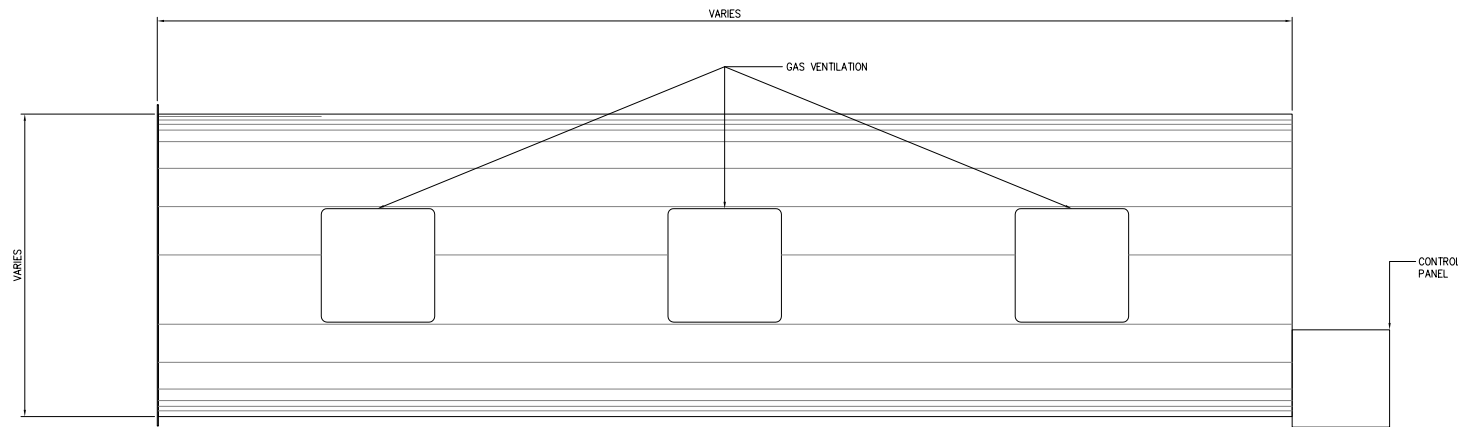 VARIES
GAS VENTILATION
VARIES
CONTROL
PANEL